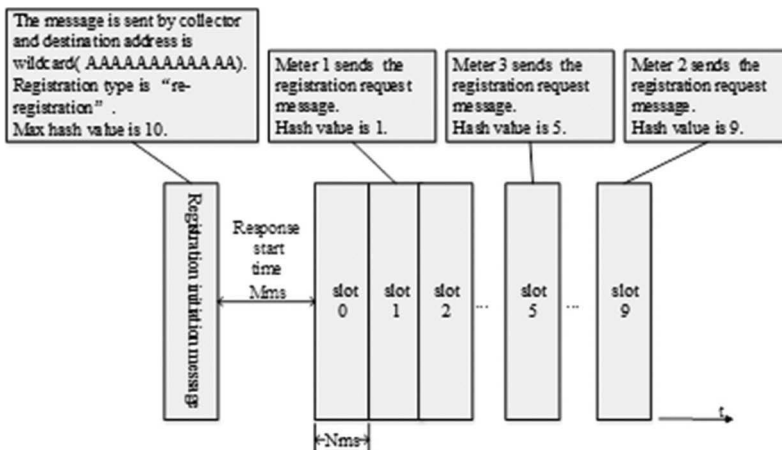 The message is sent by collector
and destination address is
wildcard( AAAAAAAAAAAA).
Registration type is “re-
registration”.
Max hash value is 10.
Meter 1 sends the
registration request
message.
Hash value is 1.
Meter 3 sends the
registration request
message.
Hash value is 5.
Meter 2 sends the
registration request
message.
Hash value is 9.
Registration initiation message
Response
start
time
Mms
slot
0
slot
1
slot
2
...
slot
5
...
slot
9
t
Nms